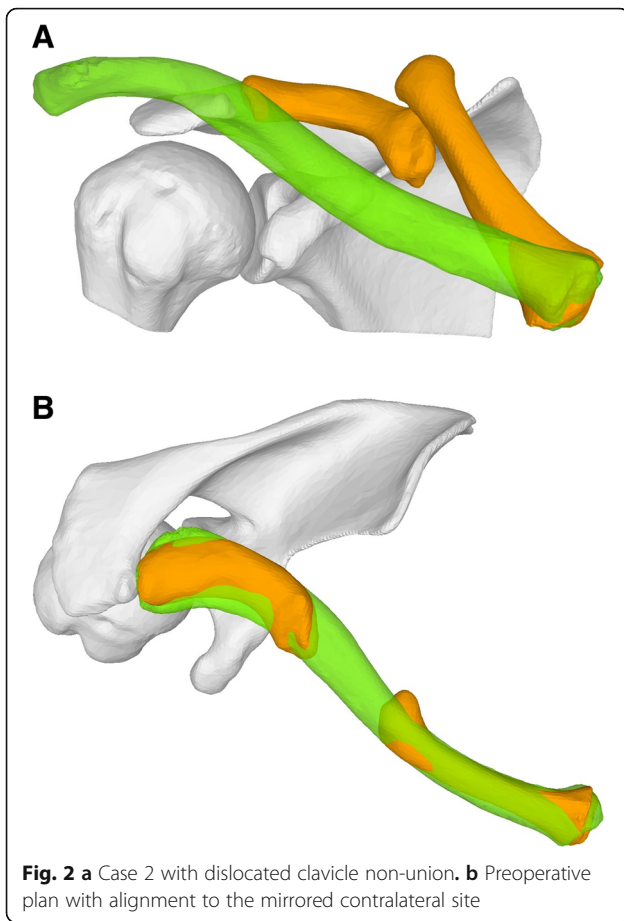 A
B
Fig. 2 a Case 2 with dislocated clavicle non-union. b Preoperative
plan with alignment to the mirrored contralateral site